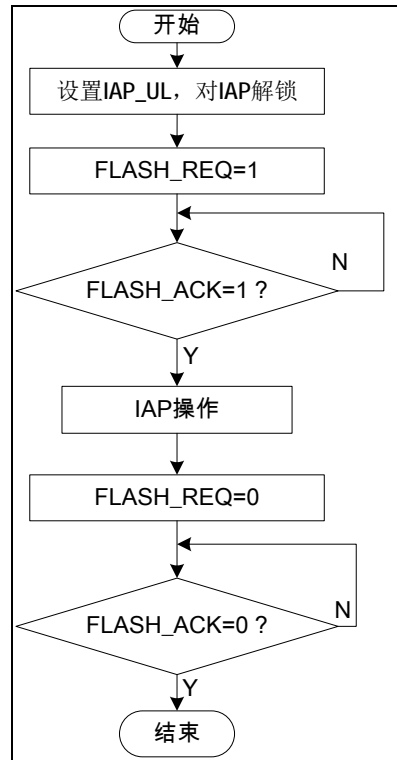 开始
设置IAP_UL，对IAP解锁
FLASH_REQ=1
FLASH_ACK=1 ?
N
Y
IAP操作
FLASH_REQ=0
FLASH_ACK=0 ?
N
Y
结束